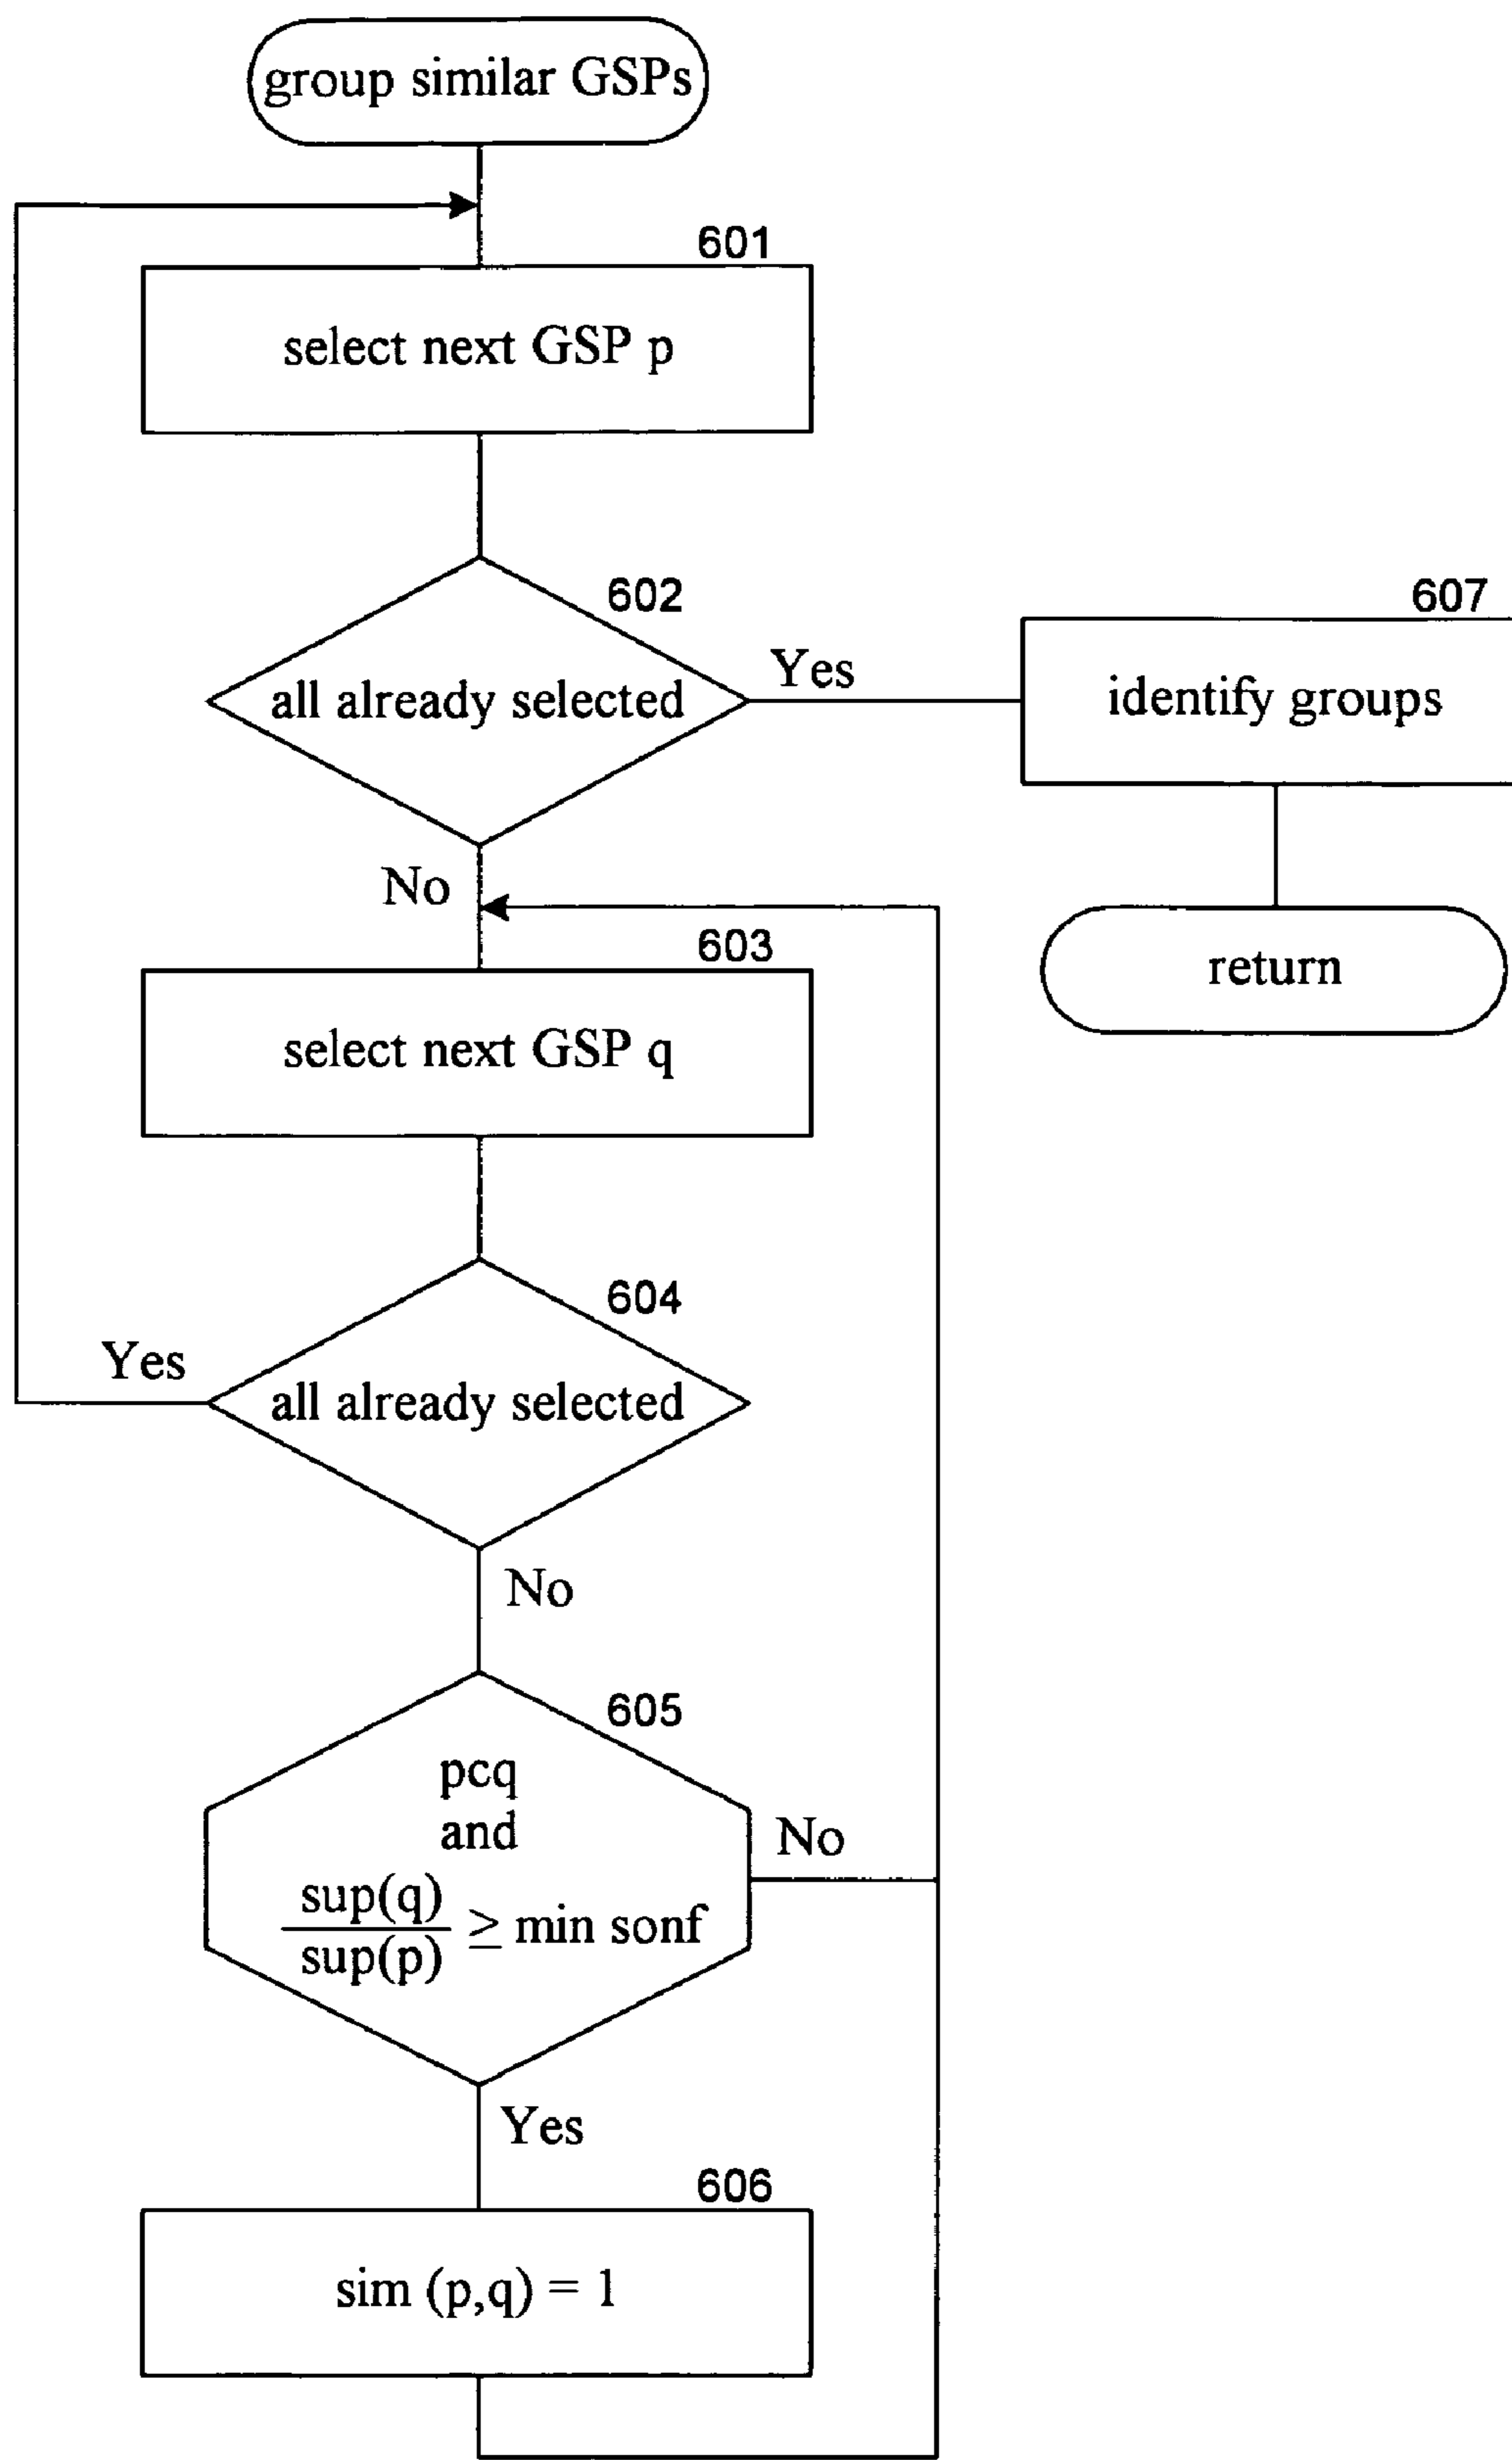 group similar GSPs
601
select next GSP p
602
all already selected
Yes
607
identify groups
No
return
603
select next GSP q
604
all already selected
Yes
No
605
pcq
and
sup(q)
sup(p)
≥ min sonf
No
Yes
606
sim (p,q) = 1